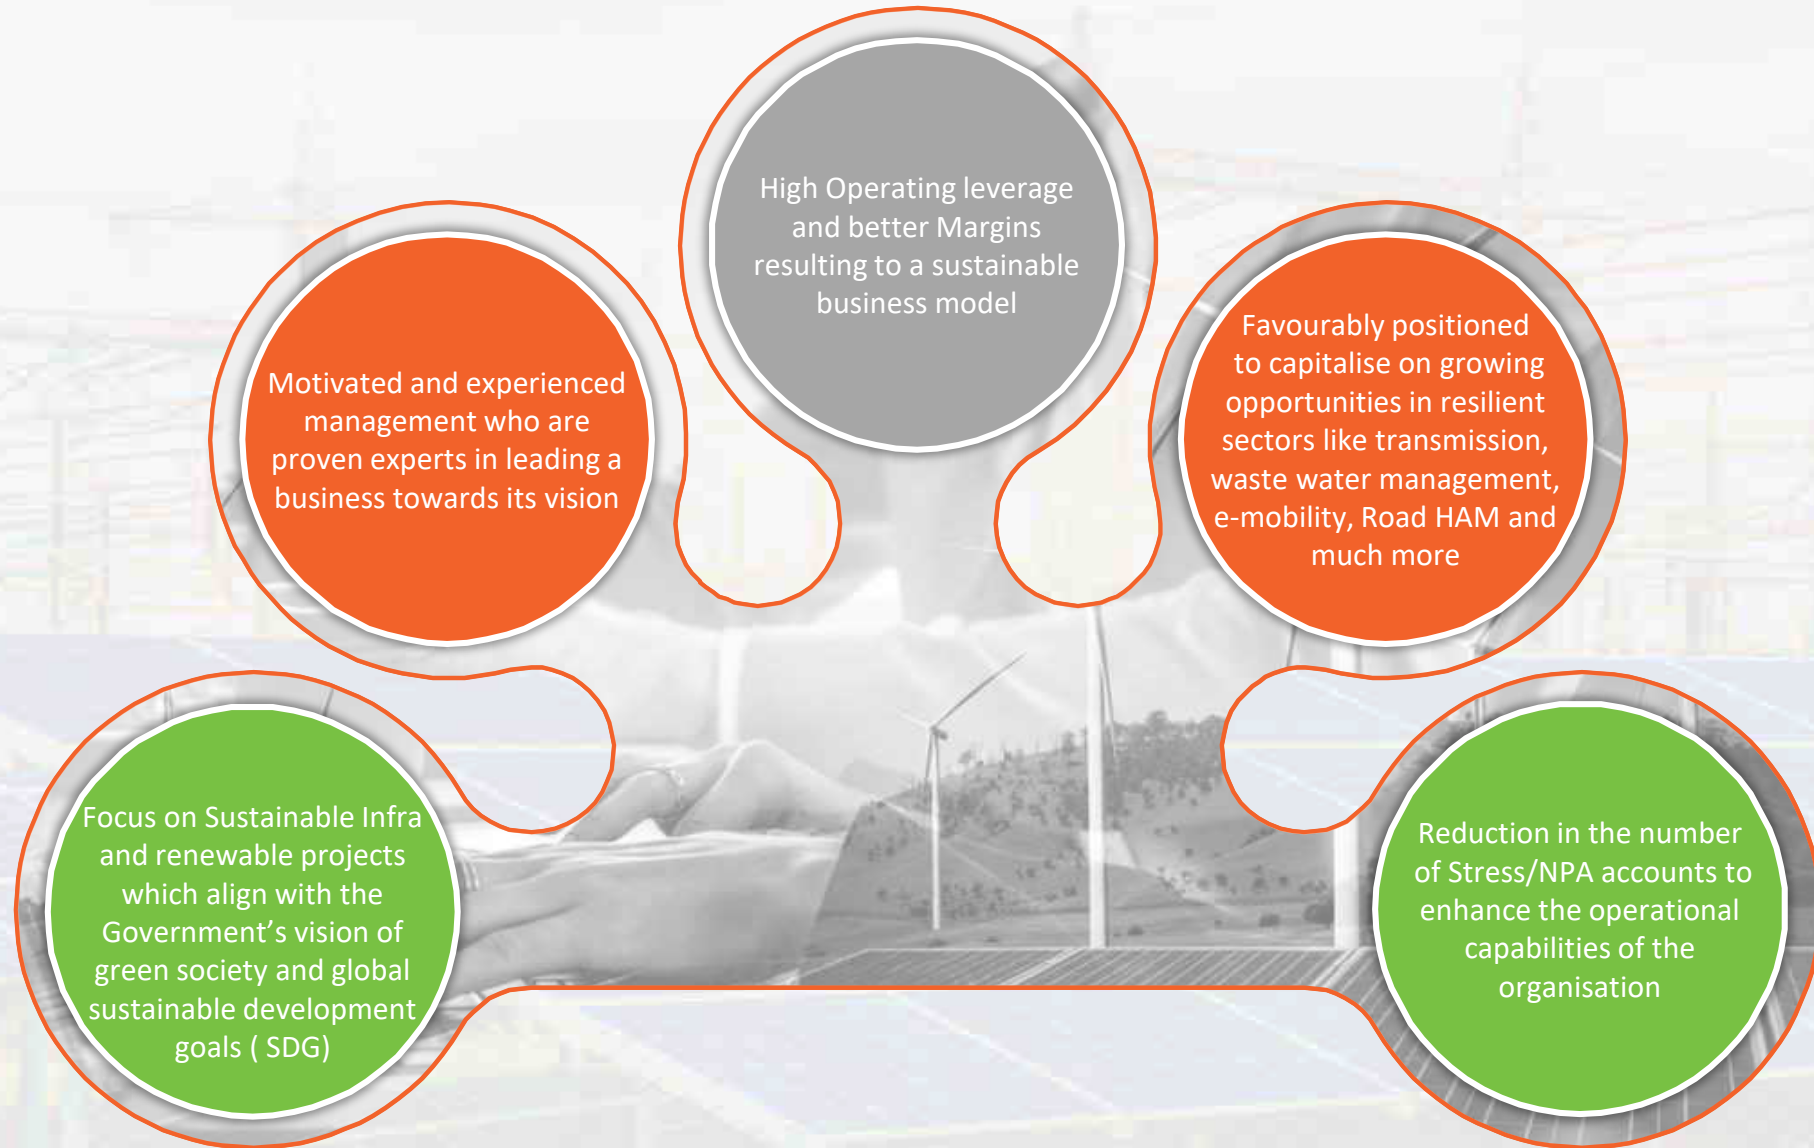 High Operating leverage
and better Margins
resulting to a sustainable
business model
Motivated and experienced
management who are
proven experts in leading a
business towards its vision
Favourably positioned
to capitalise on growing
opportunities in resilient
sectors like transmission,
waste water management,
e-mobility, Road HAM and
much more
Focus on Sustainable Infra
and renewable projects
which align with the
Government’s vision of
green society and global
sustainable development
goals ( SDG)
Reduction in the number
of Stress/NPA accounts to
enhance the operational
capabilities of the
organisation